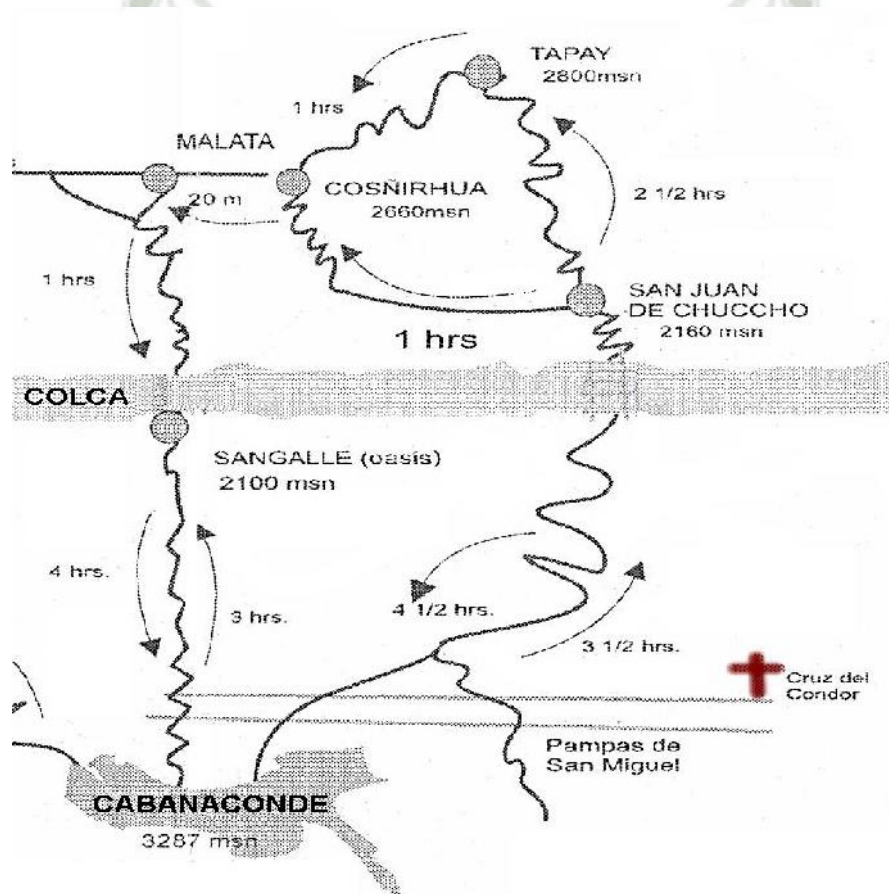 TAPAY
2800msn
1 hrs
MALATA
COSÑIRHUA
2660msn
20 m
2 1/2 hrs
1 hrs
SAN JUAN
DE CHUCCHO
2160 msn
1 hrs
COLCA
SANGALLE (oasis)
2100 msn
4 hrs.
3 hrs.
4 1/2 hrs.
3 1/2 hrs.
Cruz del
Condor
Pampas de
San Miguel
CABANACONDE
3287 msn